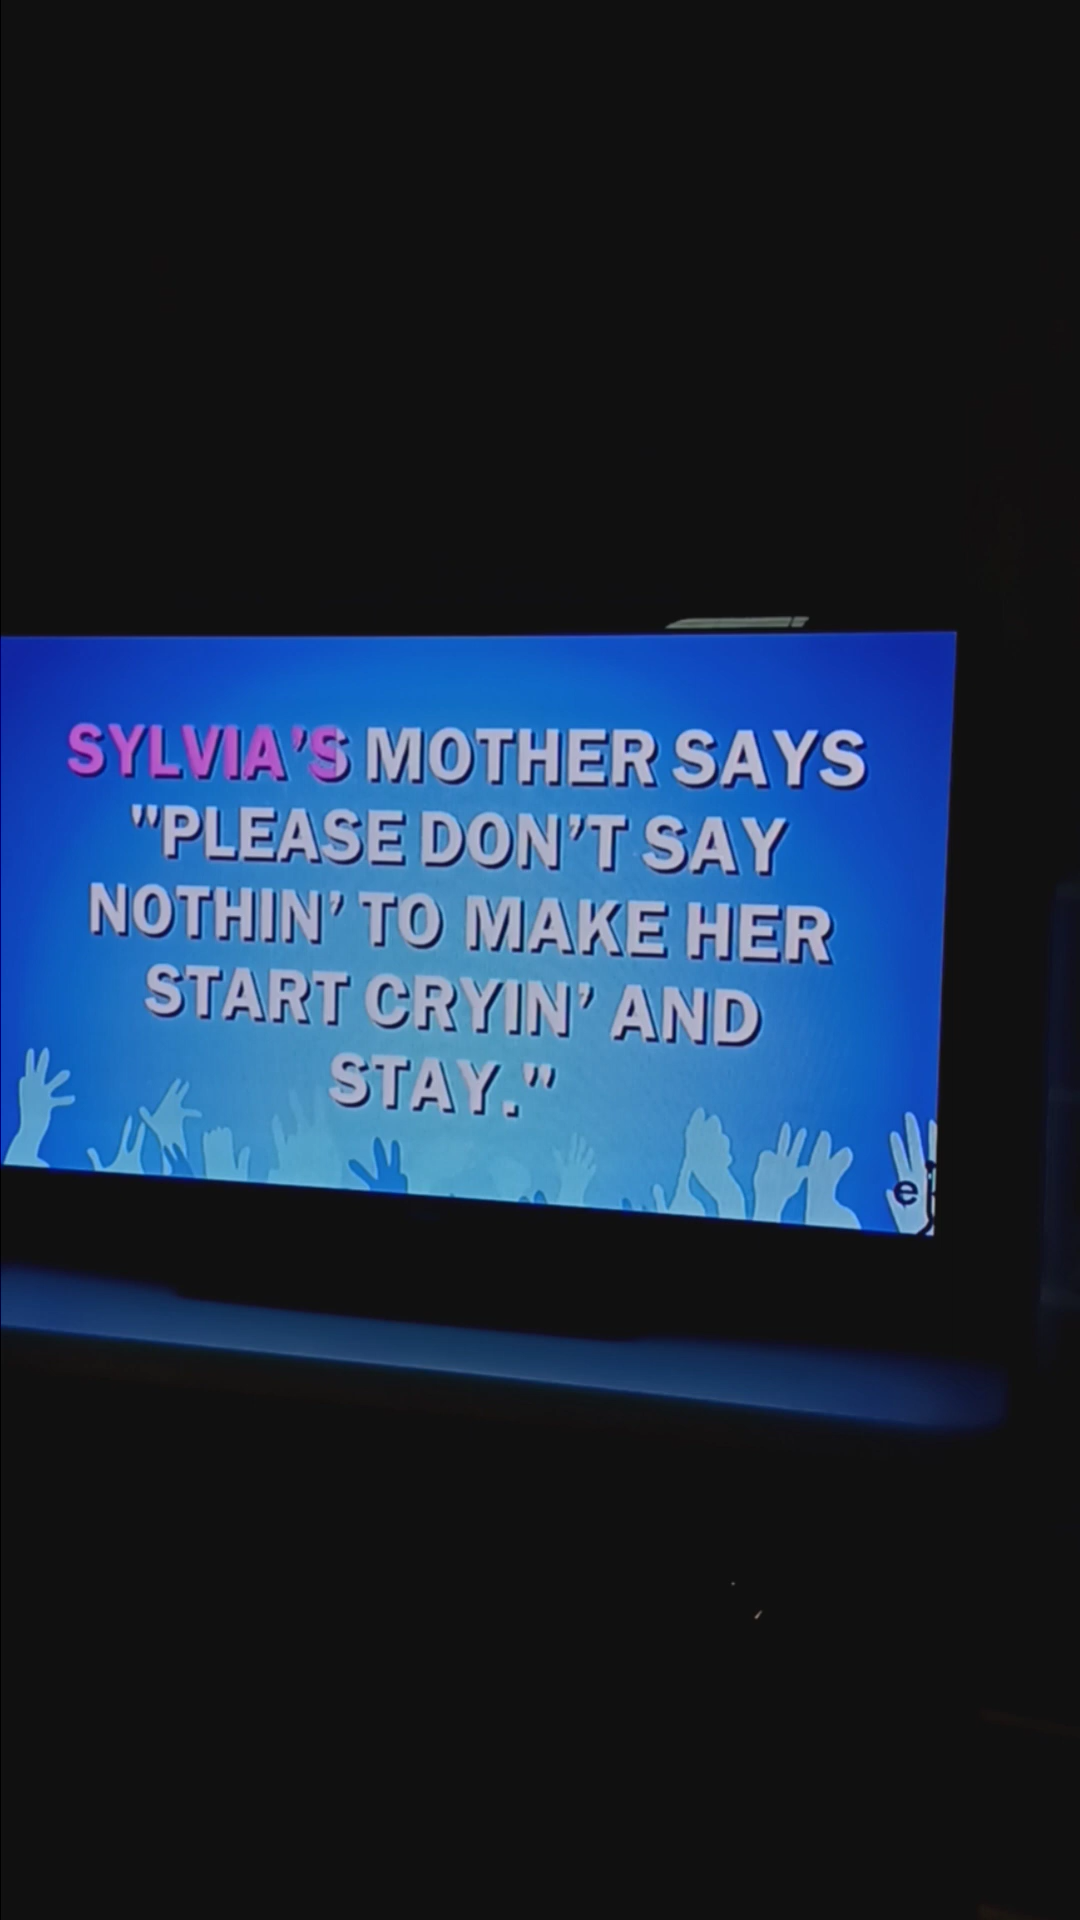 SYLVIA'S MOTHER SAYS
"PLEASE DON'T SAY
NOTHIN' TO MAKE HER
START CRYIN' AND
STAY."
e